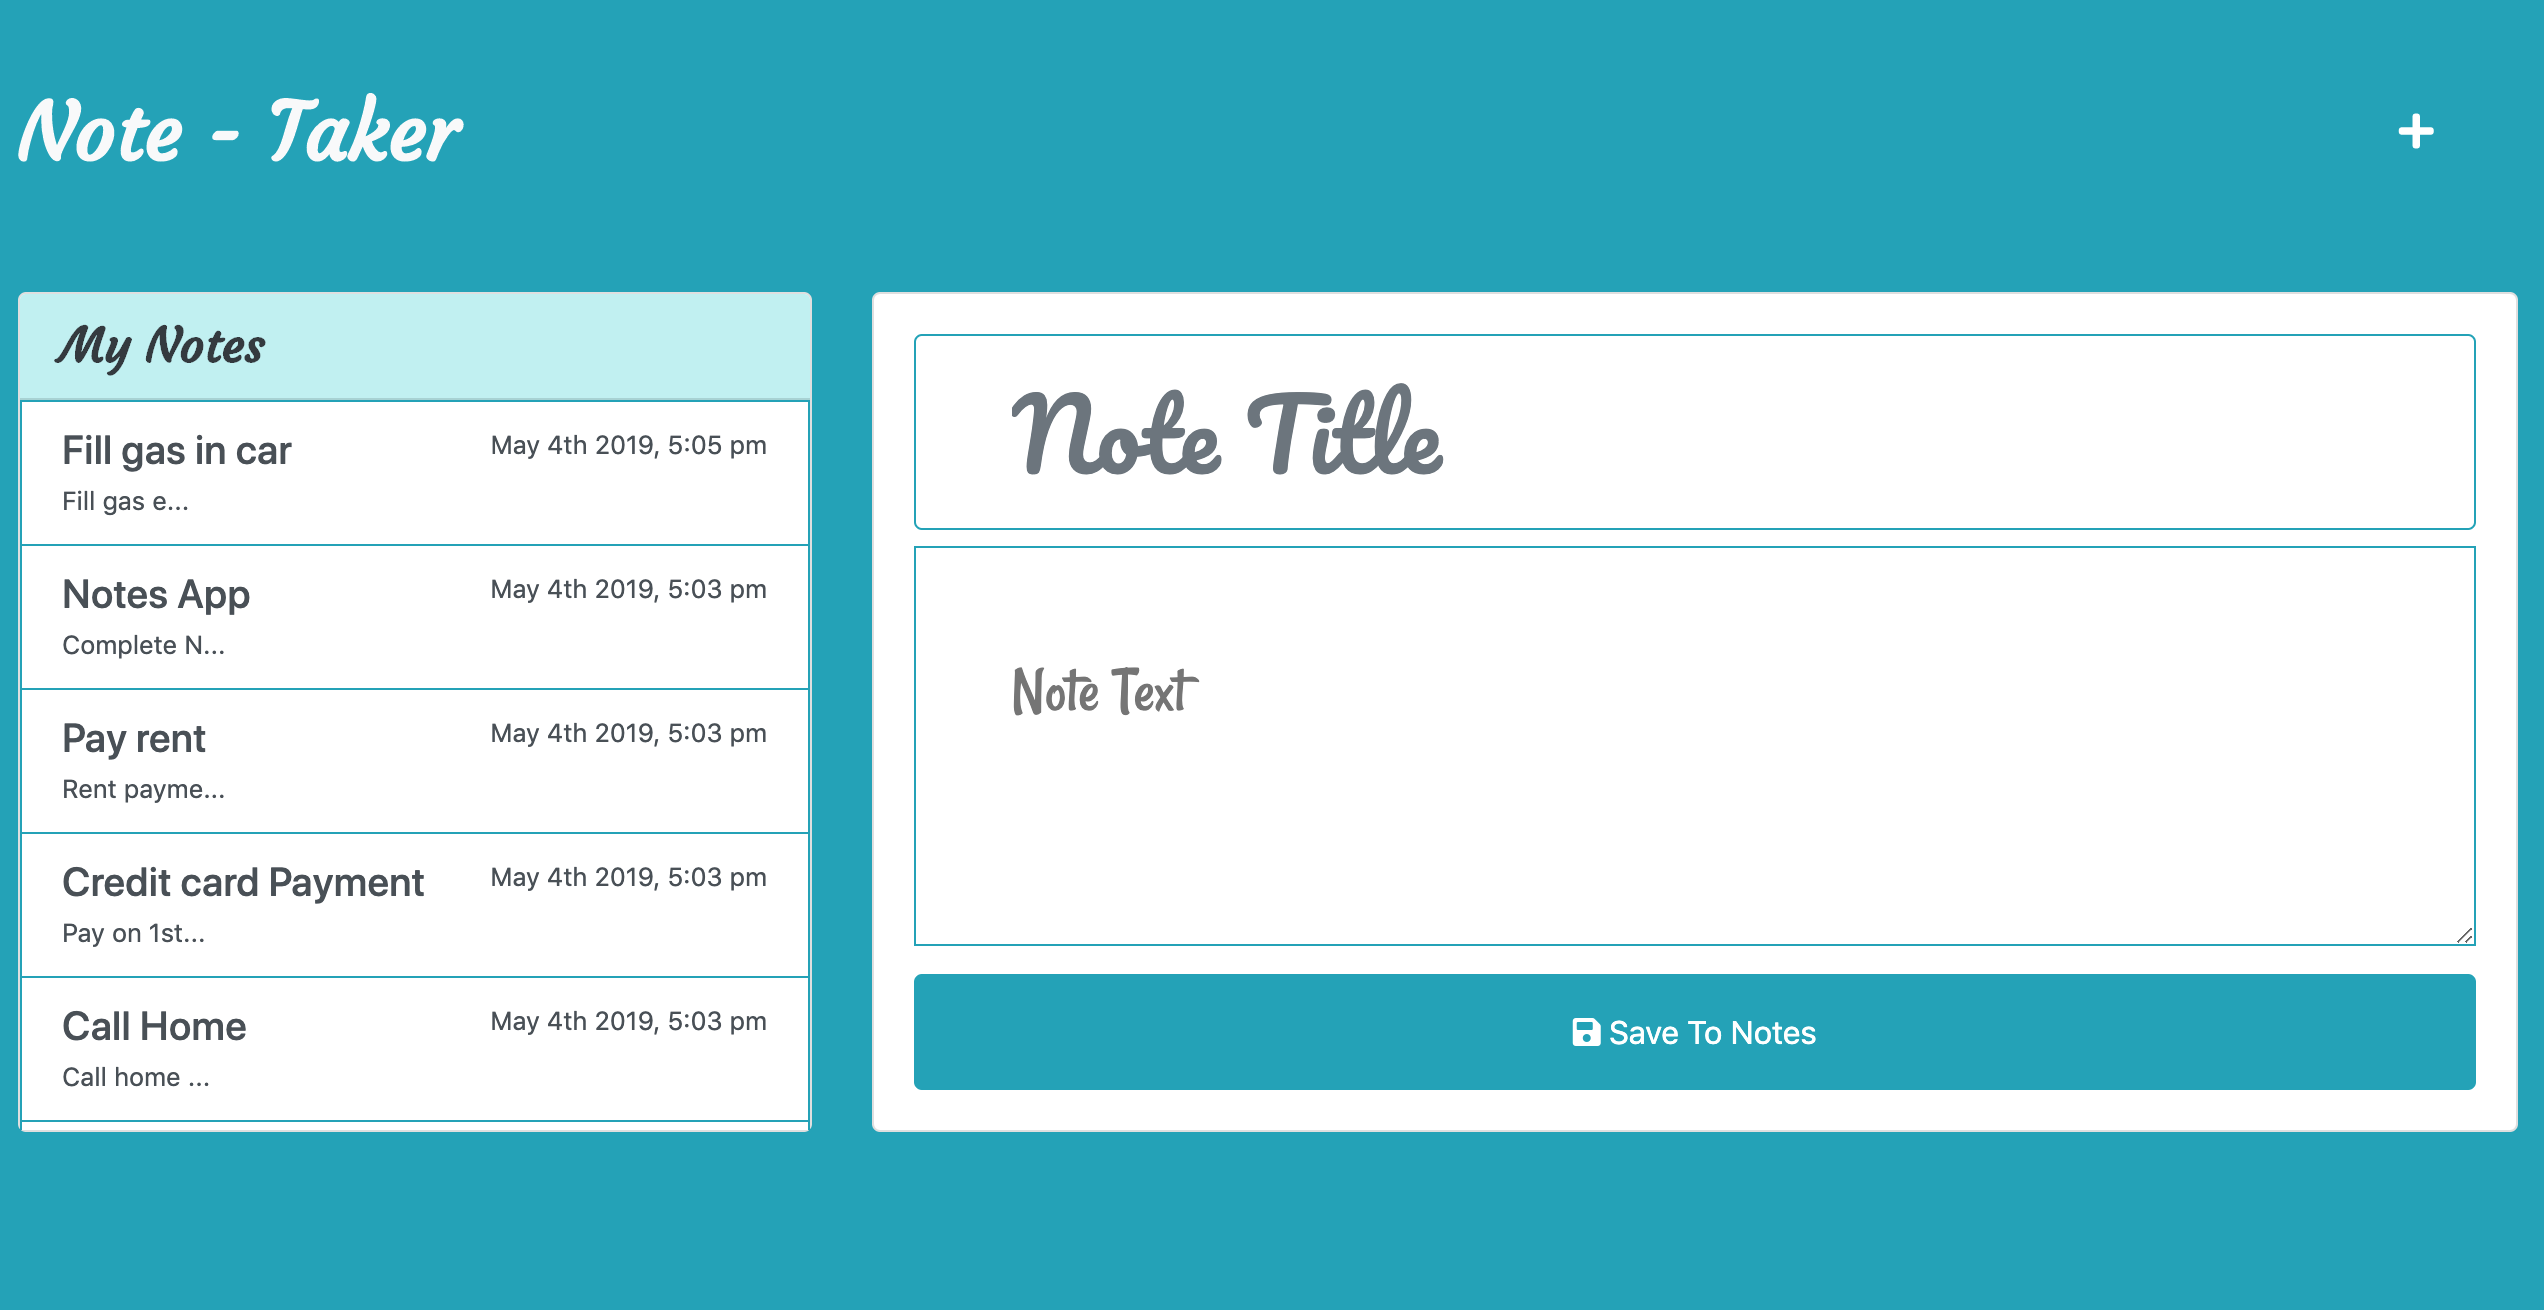 Note - Taker
My Notes
Fill gas in car
May 4th 2019, 5:05 pm
Fill gas e...
Notes App
May 4th 2019, 5:03 pm
Complete N...
Pay rent
May 4th 2019, 5:03 pm
Rent payme...
Credit card Payment
May 4th 2019, 5:03 pm
Pay on 1st...
Call Home
May 4th 2019, 5:03 pm
Call home ...
Note Title
Note Text
Save To Notes